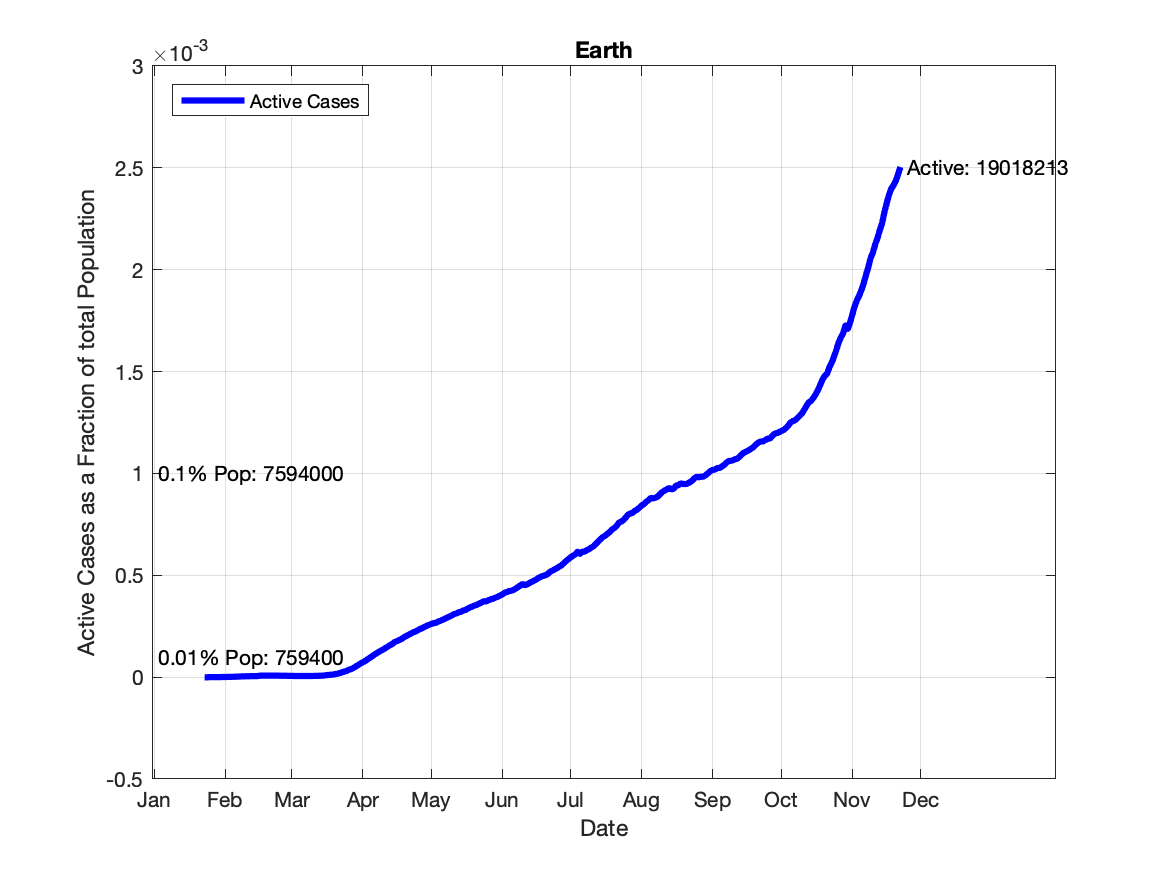 Earth
×10-3
3
2.5
2
1.5
1
0.5
0
-0.5
Active Cases
Active: 19018213
0.1% Pop: 7594000
0.01% Pop: 759400
Active Cases as a Fraction of total Population
Jan Feb Mar Apr May Jun Jul Aug Sep Oct Nov Dec
Date